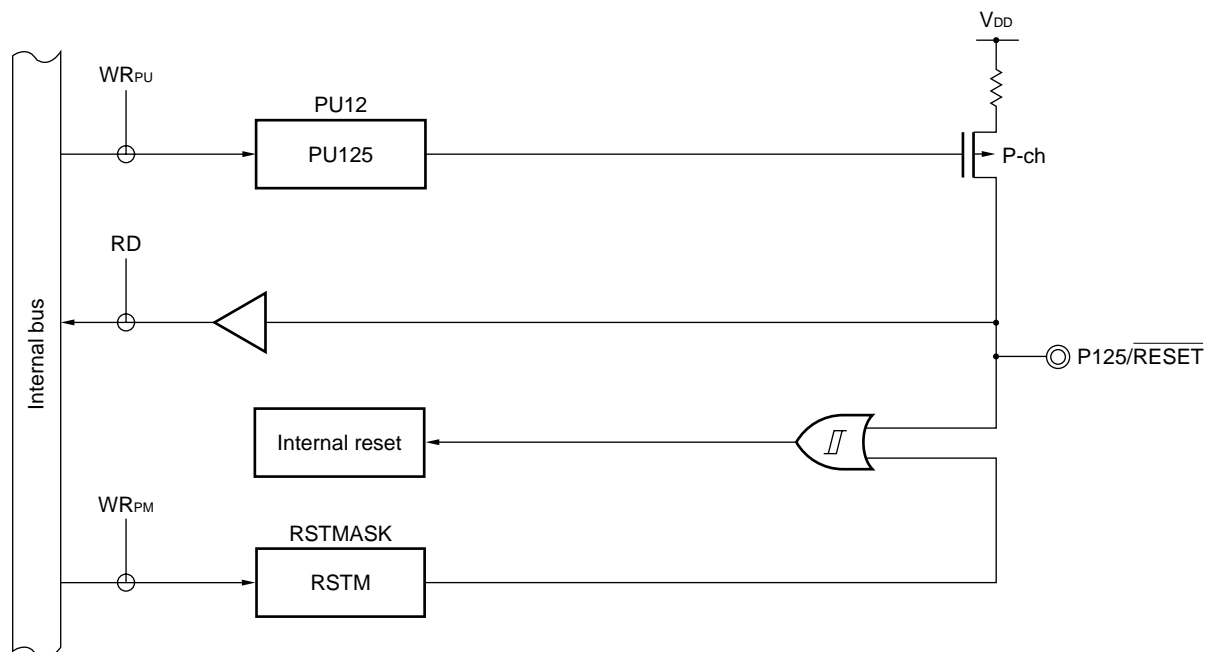 VDD
WRPU
PU12
PU125
P-ch
RD
Internal bus
P125/RESET
Internal reset
WRPM
RSTMASK
RSTM